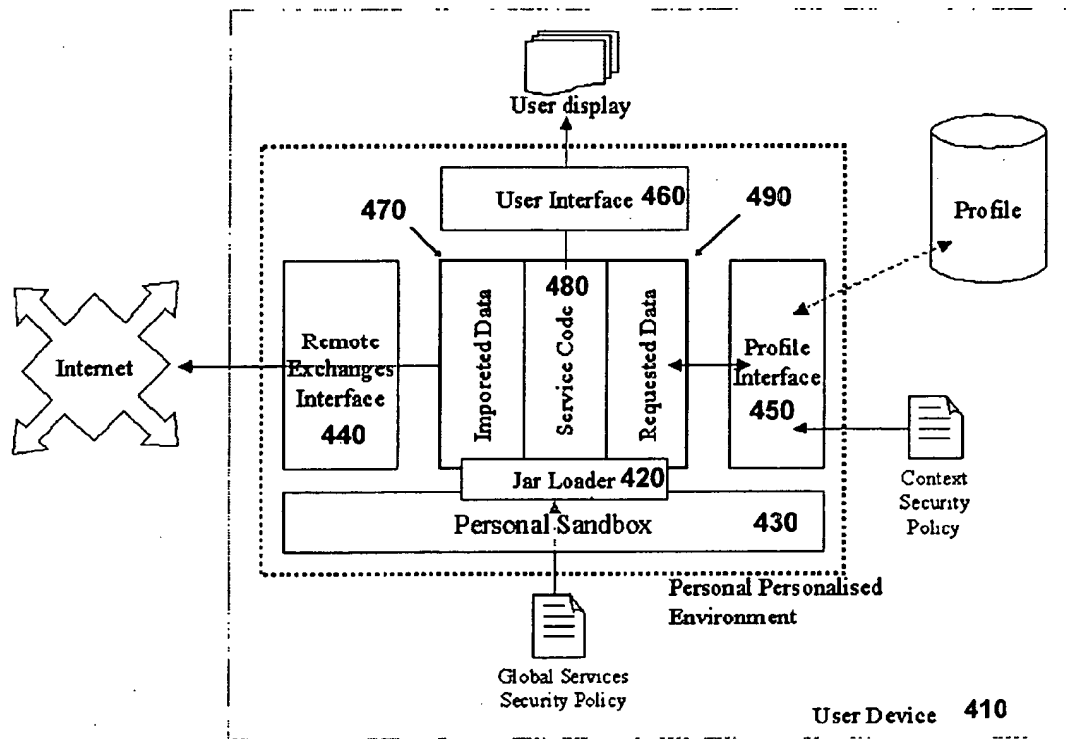 User display
User Interface 460
470
490
Profile
Internet
Remote
Exchanges
Interface
440
Imporeted Data
Service Code
480
Requested Data
Profile
Interface
450
Jar Loader 420
Personal Sandbox 430
Context
Security
Policy
Personal Personalised
Environment
Global Services
Security Policy
User Device 410